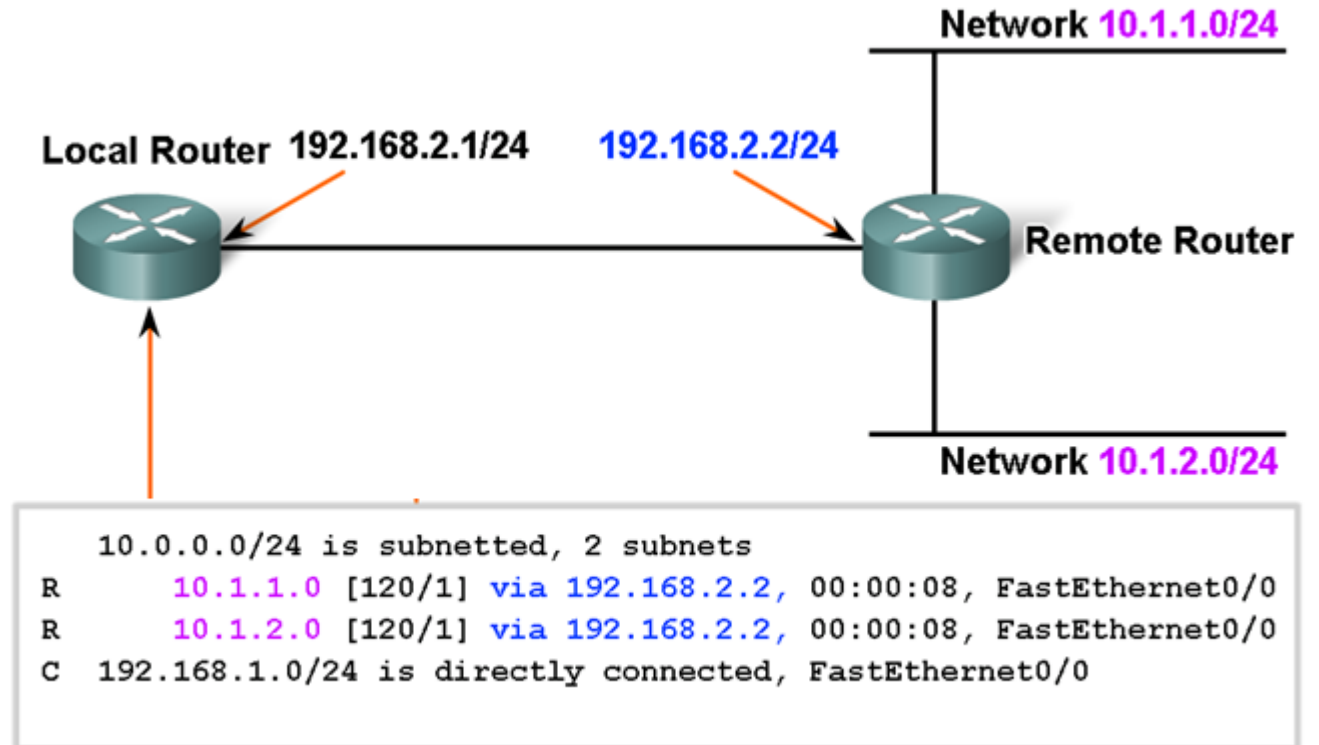 Network 10.1.1.0/24
Local Router 192.168.2.1/24 192.168.2.2/24
Remote Router
Network 10.1.2.0/24
10.0.0.0/24 is subnetted, 2 subnets
R 10.1.1.0 [120/1] via 192.168.2.2, 00:00:08, FastEthernet0/0
R 10.1.2.0 [120/1] via 192.168.2.2, 00:00:08, FastEthernet0/0
C 192.168.1.0/24 is directly connected, FastEthernet0/0